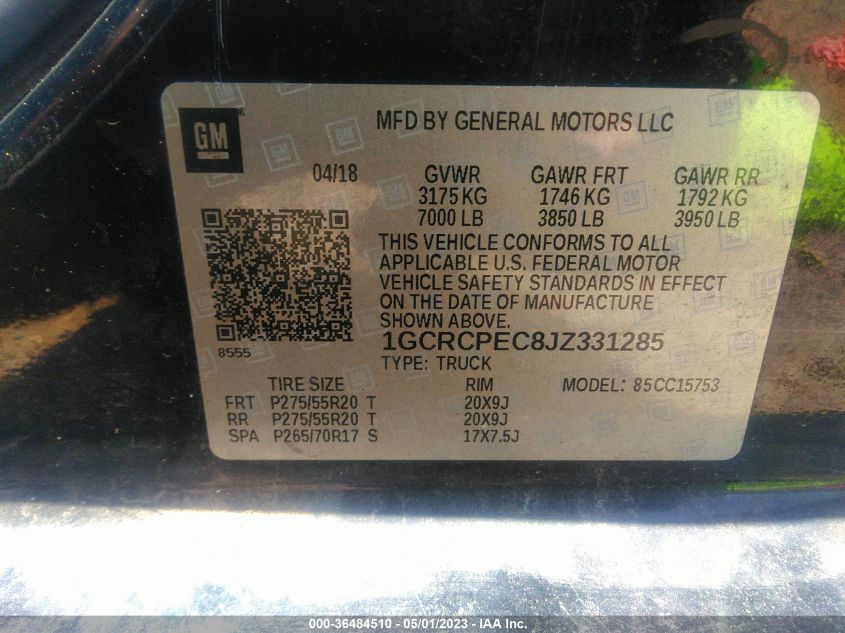 GM
MFD BY GENERAL MOTORS LLC
04/18 GVWR GAWR FRT GAWR RR
3175 KG 1746 KG 1792 KG
7000 LB 3850 LB 3950 LB
THIS VEHICLE CONFORMS TO ALL
APPLICABLE U.S. FEDERAL MOTOR
VEHICLE SAFETY STANDARDS IN EFFECT
ON THE DATE OF MANUFACTURE
SHOWN ABOVE.
8555
1GCRCPEC8JZ331285
TYPE: TRUCK
TIRE SIZE RIM MODEL: 85CC15753
FRT P275/55R20 T 20X9J
RR P275/55R20 T 20X9J
SPA P265/70R17 S 17X7.5J
000-36484510 - 05/01/2023 - IAA Inc.